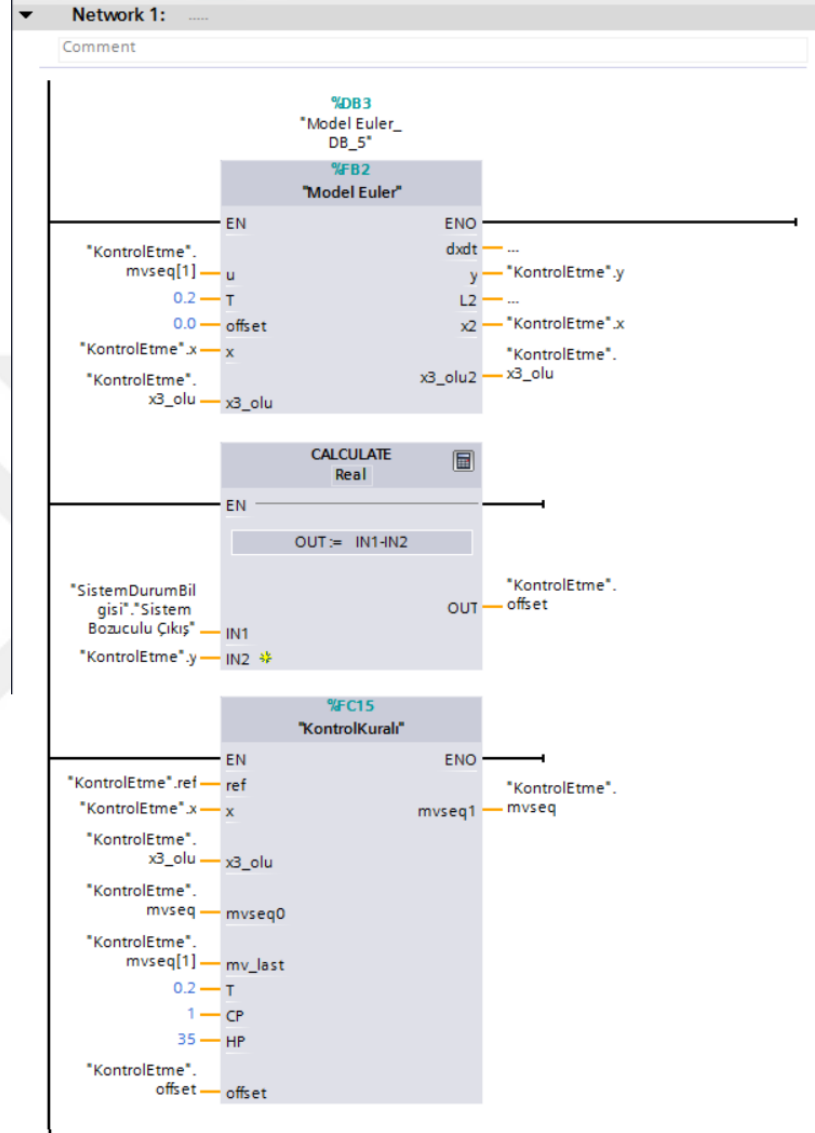 Network 1: .....
Comment
%DB3
"Model Euler_
DB_5"
%FB2
"Model Euler"
EN
ENO
"KontrolEtme".
mvseq[1]
u
0.2
T
0.0
offset
"KontrolEtme".x
x
"KontrolEtme".
x3_olu
x3_olu
dxdt
...
y
"KontrolEtme".y
L2
...
x2
"KontrolEtme".x
x3_olu2
"KontrolEtme".
x3_olu
CALCULATE
Real
EN
OUT := IN1-IN2
"SistemDurumBil
gisi"."Sistem
Bozuculu Çıkış"
IN1
"KontrolEtme".y
IN2
OUT
"KontrolEtme".
offset
%FC15
"KontrolKuralı"
EN
ENO
"KontrolEtme".ref
ref
"KontrolEtme".x
x
"KontrolEtme".
x3_olu
x3_olu
"KontrolEtme".
mvseq
mvseq0
"KontrolEtme".
mvseq[1]
mv_last
0.2
T
1
CP
35
HP
"KontrolEtme".
offset
offset
mvseq1
"KontrolEtme".
mvseq